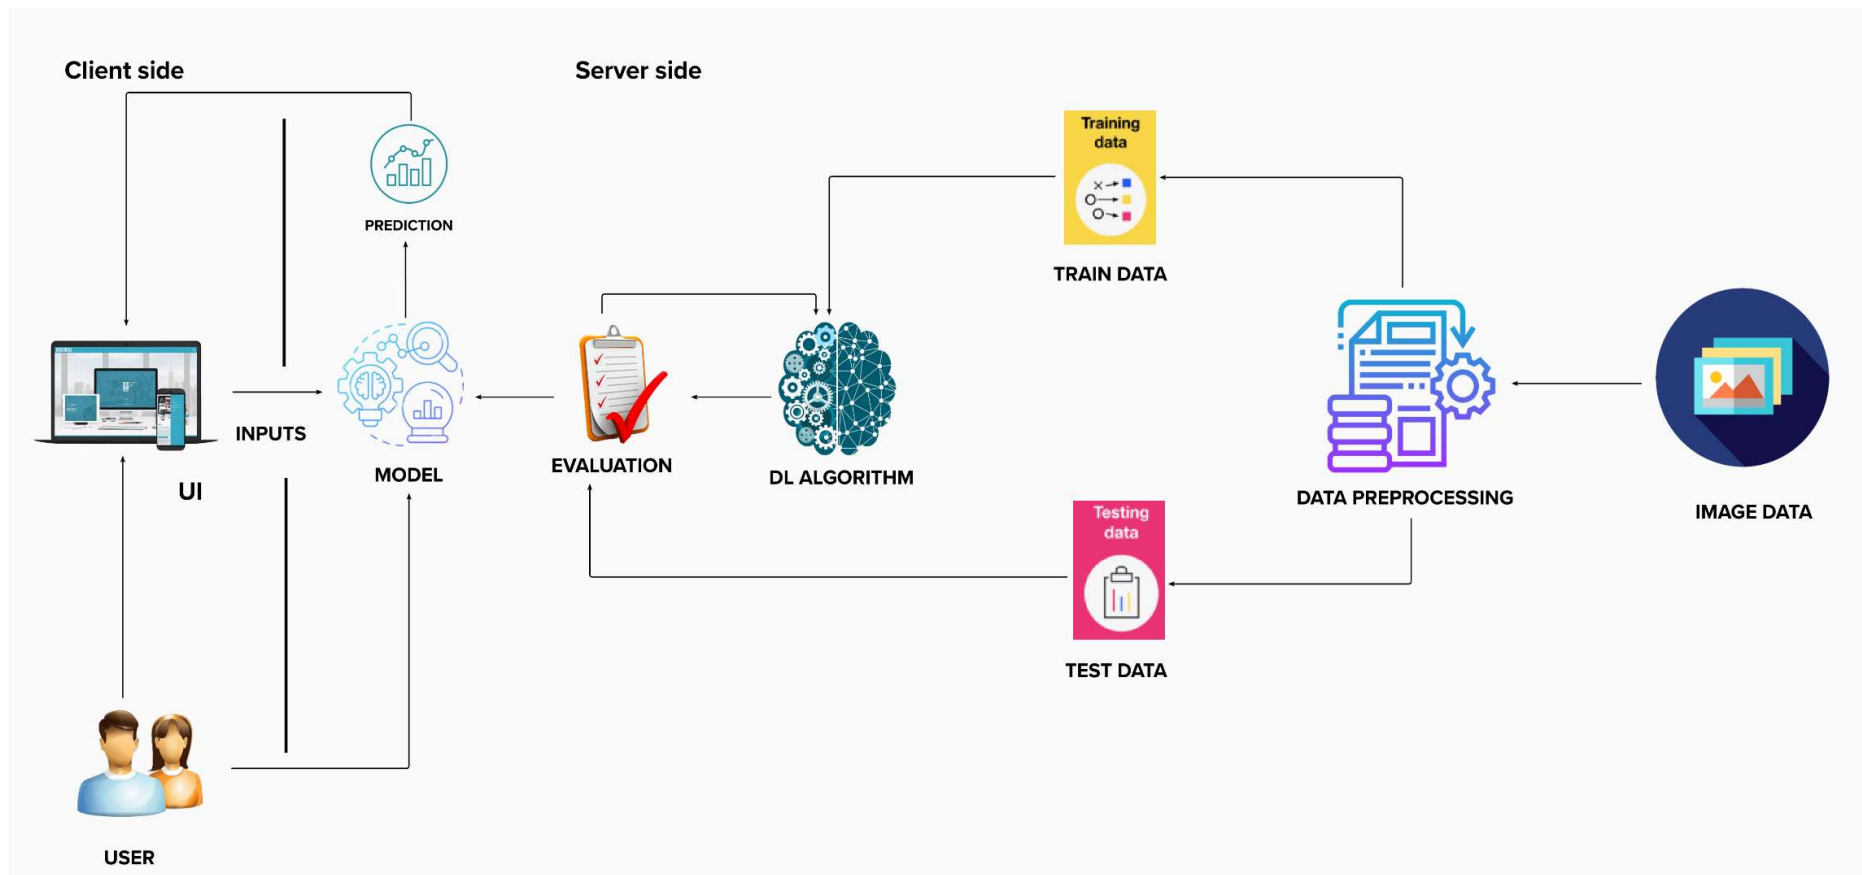 Client side
Server side
Training
data
PREDICTION
TRAIN DATA
INPUTS
UI
MODEL
EVALUATION
DL ALGORITHM
DATA PREPROCESSING
IMAGE DATA
Testing
data
TEST DATA
USER